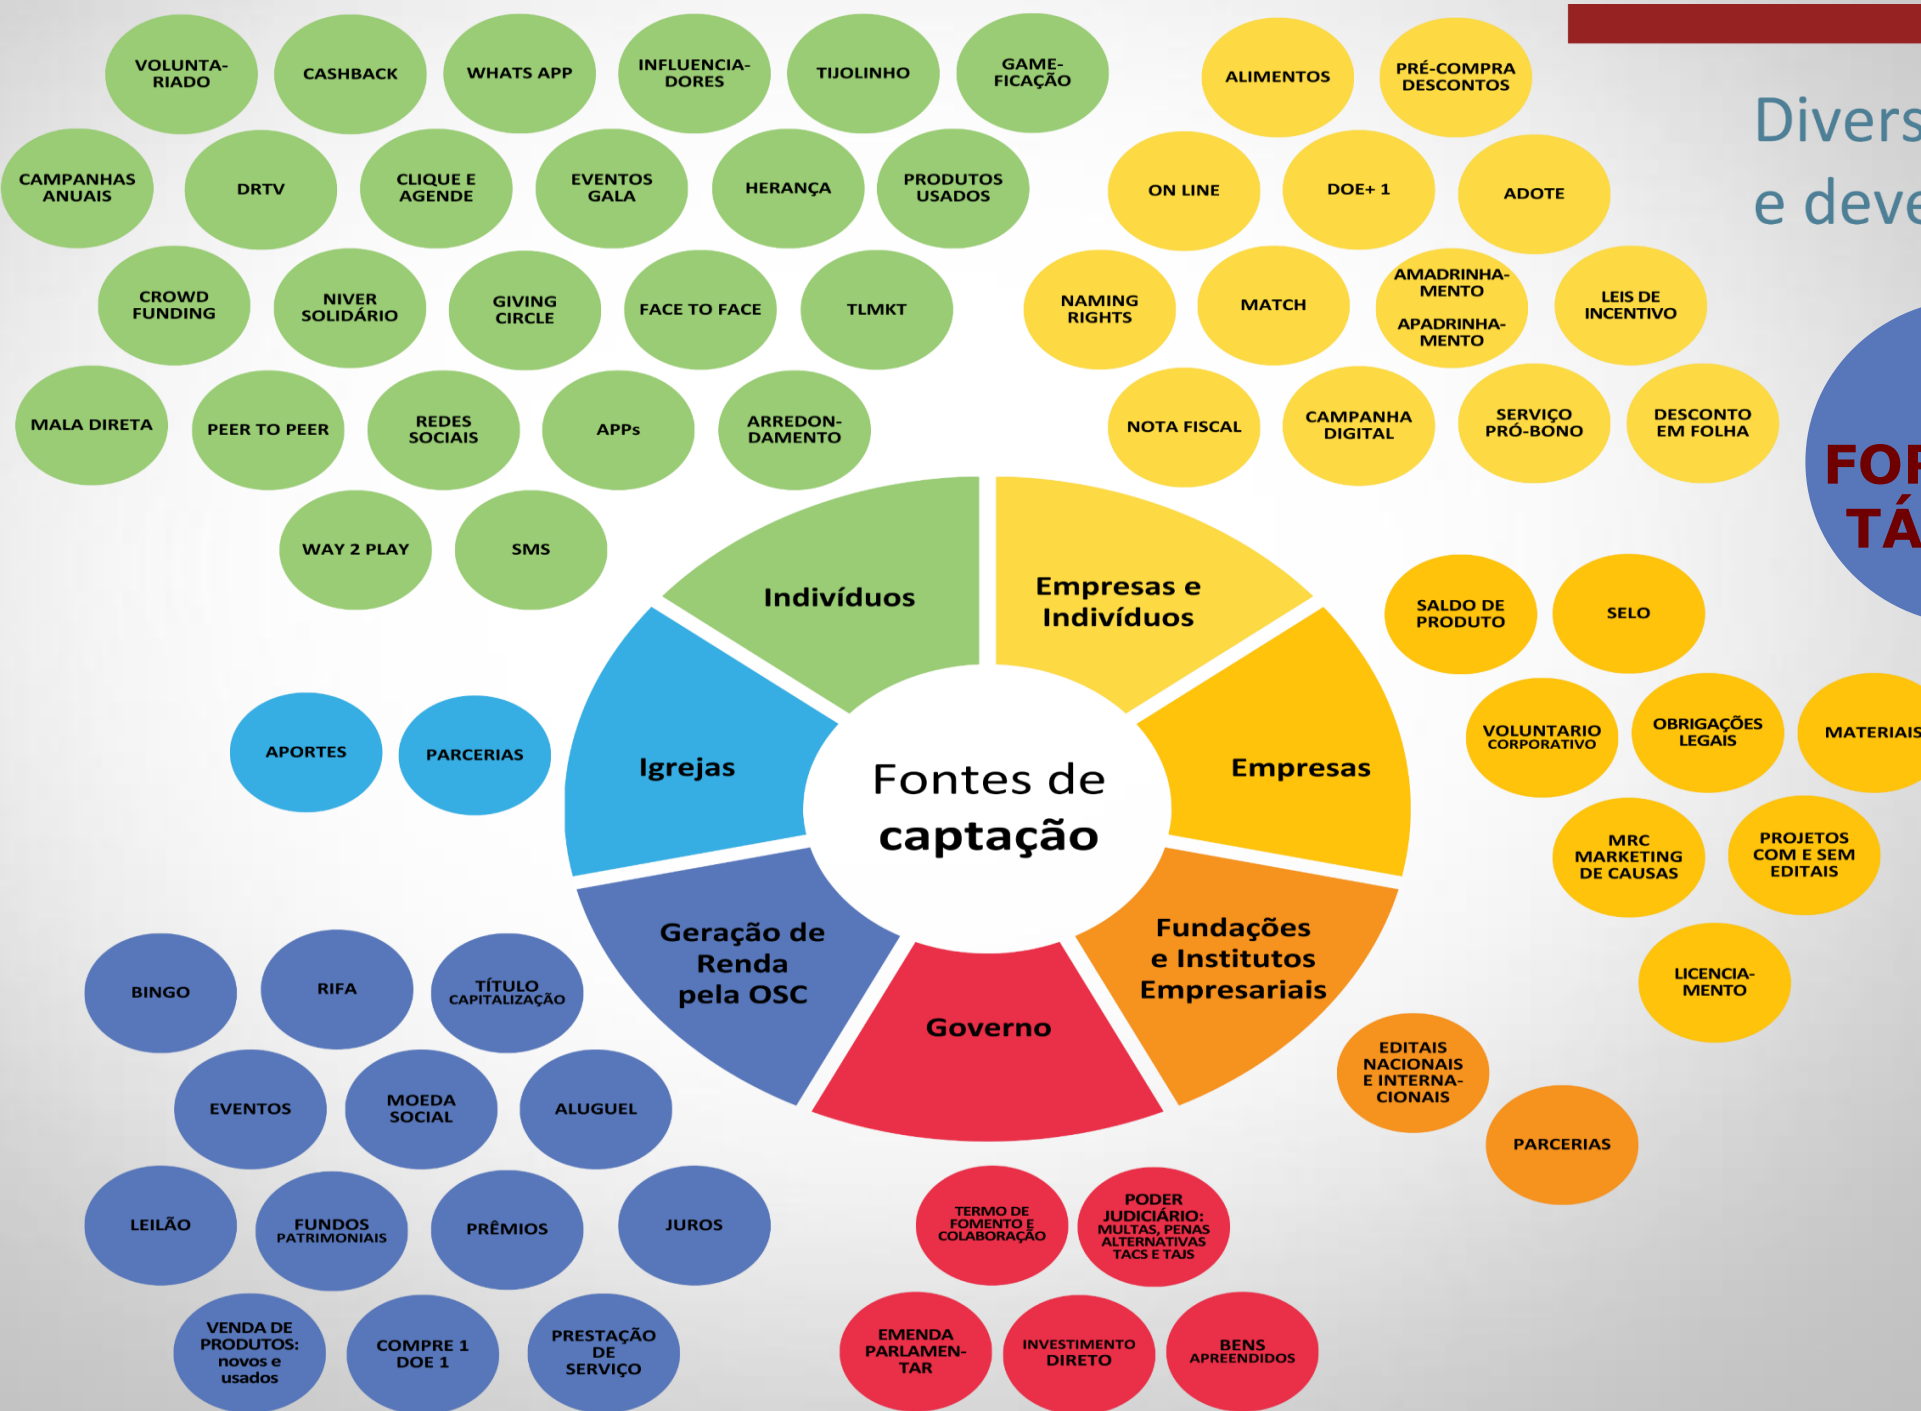 VOLUNTA-
RIADO
CASHBACK
WHATS APP
INFLUENCIA-
DORES
TIJOLINHO
GAME-
FICAÇÃO
CAMPANHAS
ANUAIS
DRTV
CLIQUE E
AGENDE
EVENTOS
GALA
HERANÇA
PRODUTOS
USADOS
CROWD
FUNDING
NIVER
SOLIDÁRIO
GIVING
CIRCLE
FACE TO FACE
TLMKT
MALA DIRETA
PEER TO PEER
REDES
SOCIAIS
APPs
ARREDON-
DAMENTO
WAY 2 PLAY
SMS
ALIMENTOS
PRÉ-COMPRA
DESCONTOS
ON LINE
DOE+ 1
ADOTE
NAMING
RIGHTS
MATCH
AMADRINHA-
MENTO
APADRINHA-
MENTO
LEIS DE
INCENTIVO
NOTA FISCAL
CAMPANHA
DIGITAL
SERVIÇO
PRÓ-BONO
DESCONTO
EM FOLHA
Divers
e deve
FOR
TÁ
Indivíduos
Empresas e
Indivíduos
Igrejas
Fontes de
captação
Empresas
Geração de
Renda
pela OSC
Governo
Fundações
e Institutos
Empresariais
SALDO DE
PRODUTO
SELO
VOLUNTARIO
CORPORATIVO
OBRIGAÇÕES
LEGAIS
MATERIAIS
MRC
MARKETING
DE CAUSAS
PROJETOS
COM E SEM
EDITAIS
LICENCIA-
MENTO
APORTES
PARCERIAS
EDITAIS
NACIONAIS
E INTERNA-
CIONAIS
PARCERIAS
BINGO
RIFA
TÍTULO
CAPITALIZAÇÃO
EVENTOS
MOEDA
SOCIAL
ALUGUEL
LEILÃO
FUNDOS
PATRIMONIAIS
PRÊMIOS
JUROS
VENDA DE
PRODUTOS:
novos e
usados
COMPRE 1
DOE 1
PRESTAÇÃO
DE
SERVIÇO
TERMO DE
FOMENTO E
COLABORAÇÃO
PODER
JUDICIÁRIO:
MULTAS, PENAS
ALTERNATIVAS
TACS E TAJS
EMENDA
PARLAMEN-
TAR
INVESTIMENTO
DIRETO
BENS
APREENDIDOS